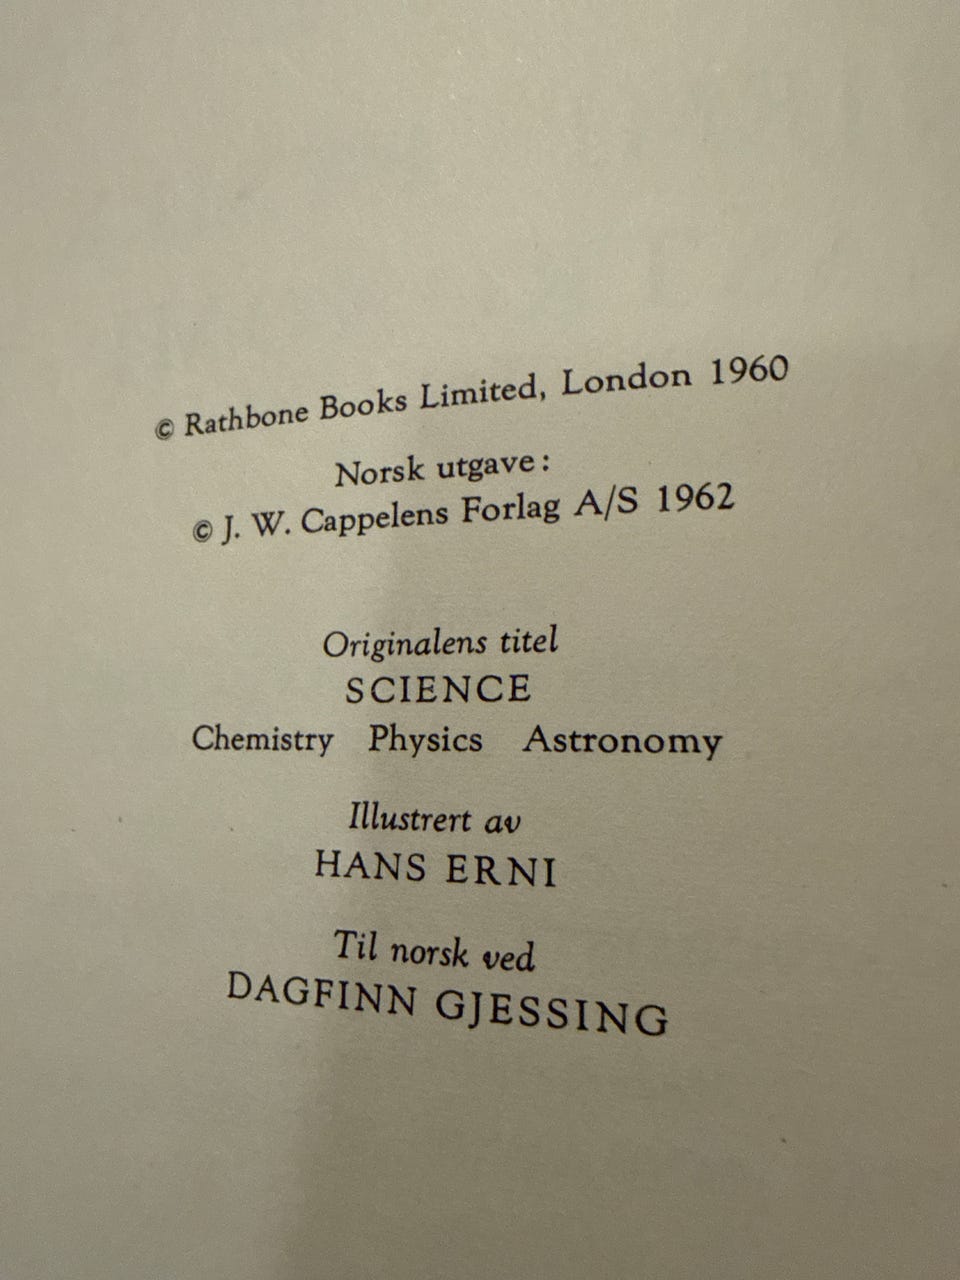 © Rathbone Books Limited, London 1960
Norsk utgave:
© J. W. Cappelens Forlag A/S 1962
Originalens titel
SCIENCE
Chemistry Physics Astronomy
Illustrert av
HANS ERNI
Til norsk ved
DAGFINN GJESSING